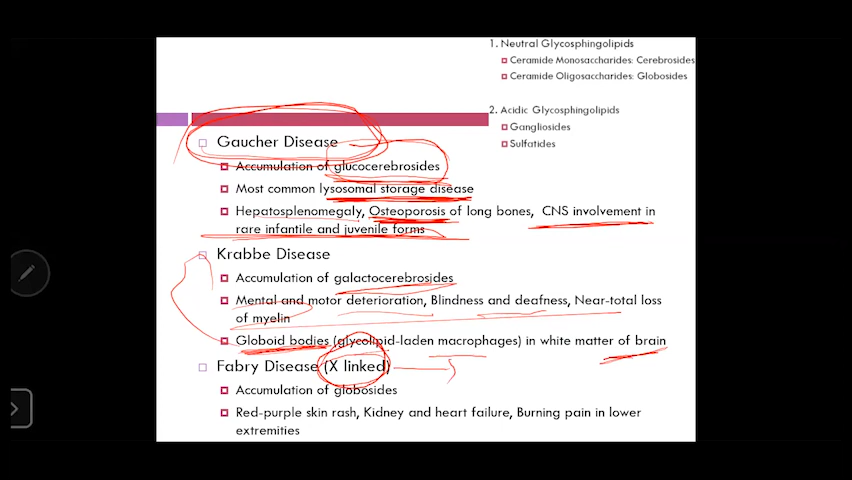 1. Neutral Glycosphingolipids
Ceramide Monosaccharides: Cerebrosides
Ceramide Oligosaccharides: Globosides
2. Acidic Glycosphingolipids
Gangliosides
Sulfatides
Gaucher Disease
Accumulation of glucocerebrosides
Most common lysosomal storage disease
Hepatosplenomegaly, Osteoporosis of long bones, CNS involvement in
rare infantile and juvenile forms
Krabbe Disease
Accumulation of galactocerebrosides
Mental and motor deterioration, Blindness and deafness, Near-total loss
of myelin
Globoid bodies (glycolipid-laden macrophages) in white matter of brain
Fabry Disease (X linked)
Accumulation of globosides
Red-purple skin rash, Kidney and heart failure, Burning pain in lower
extremities